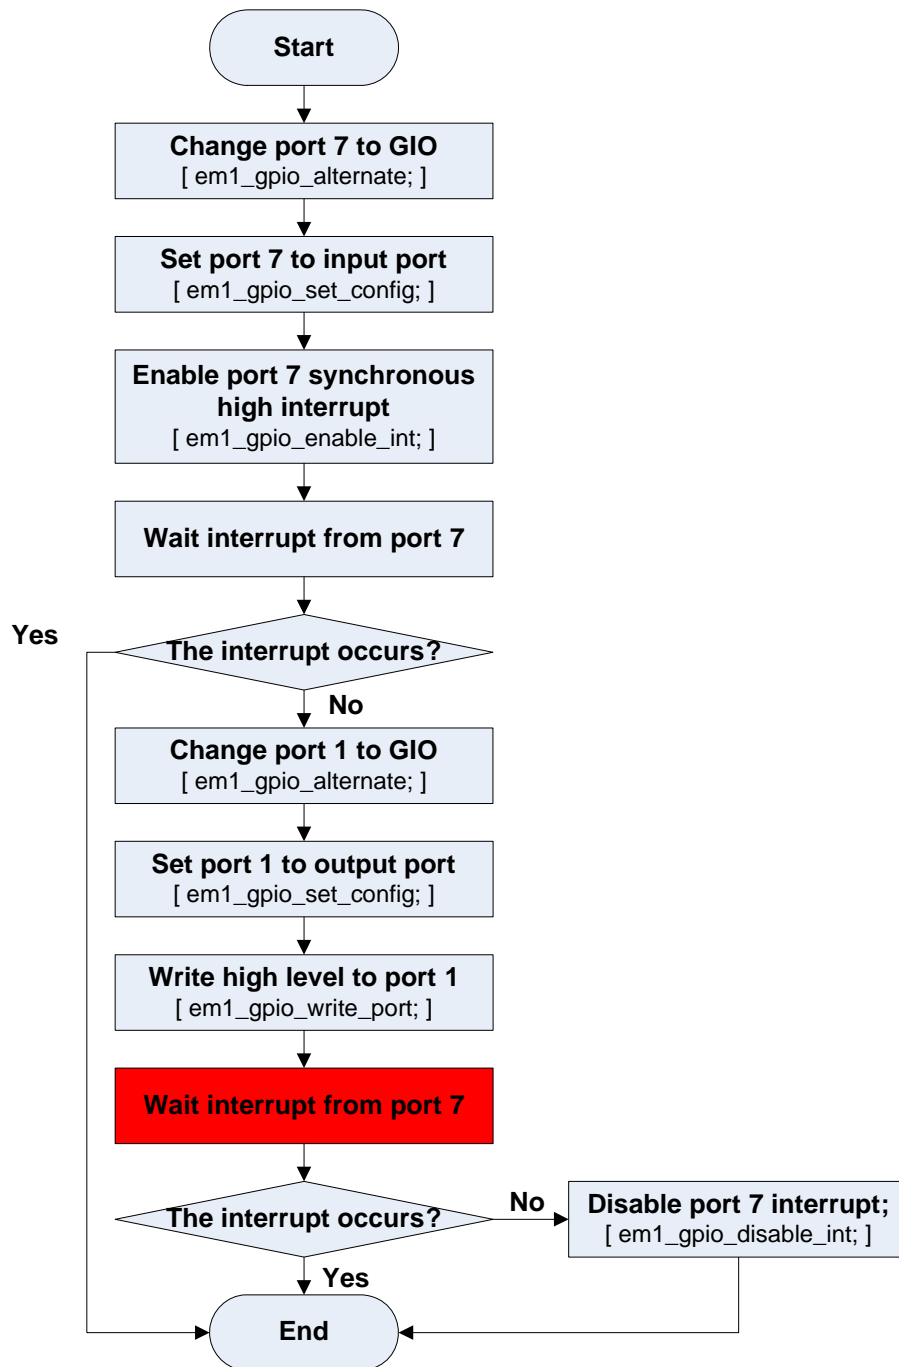 Start
Change port 7 to GIO
[ em1_gpio_alternate; ]
Set port 7 to input port
[ em1_gpio_set_config; ]
Enable port 7 synchronous
high interrupt
[ em1_gpio_enable_int; ]
Wait interrupt from port 7
Yes
The interrupt occurs?
No
Change port 1 to GIO
[ em1_gpio_alternate; ]
Set port 1 to output port
[ em1_gpio_set_config; ]
Write high level to port 1
[ em1_gpio_write_port; ]
Wait interrupt from port 7
The interrupt occurs?
No
Disable port 7 interrupt;
[ em1_gpio_disable_int; ]
Yes
End